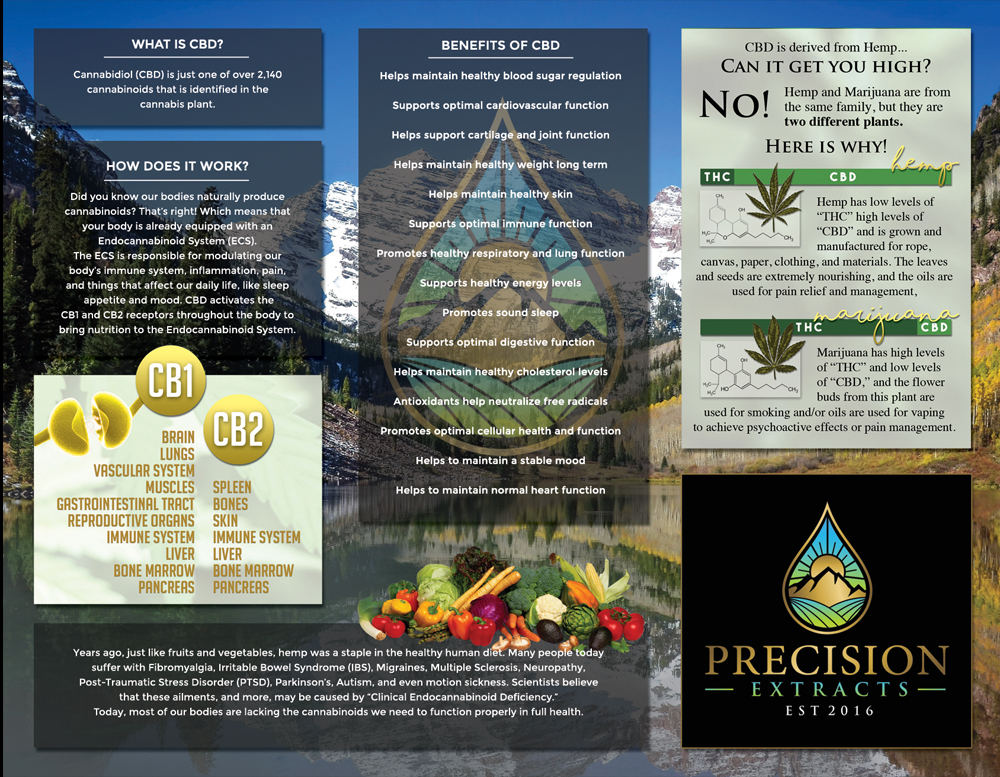 WHAT IS CBD?
Cannabidiol (CBD) is just one of over 2,140
cannabinoids that is identified in the
cannabis plant.
HOW DOES IT WORK?
Did you know our bodies naturally produce
cannabinoids? That's right! Which means that
your body is already equipped with an
Endocannabinoid System (ECS).
The ECS is responsible for modulating our
body's immune system, inflammation, pain,
and things that affect our daily life, like sleep
appetite and mood. CBD activates the
CB1 and CB2 receptors throughout the body to
bring nutrition to the Endocannabinoid System.
CB1
BRAIN
LUNGS
VASCULAR SYSTEM
MUSCLES
GASTROINTESTINAL TRACT
REPRODUCTIVE ORGANS
IMMUNE SYSTEM
LIVER
BONE MARROW
PANCREAS
CB2
SPLEEN
BONES
SKIN
IMMUNE SYSTEM
LIVER
BONE MARROW
PANCREAS
Years ago, just like fruits and vegetables, hemp was a staple in the healthy human diet. Many people today
suffer with Fibromyalgia, Irritable Bowel Syndrome (IBS), Migraines, Multiple Sclerosis, Neuropathy,
Post-Traumatic Stress Disorder (PTSD), Parkinson's, Autism, and even motion sickness. Scientists believe
that these ailments, and more, may be caused by "Clinical Endocannabinoid Deficiency."
Today, most of our bodies are lacking the cannabinoids we need to function properly in full health.
BENEFITS OF CBD
Helps maintain healthy blood sugar regulation
Supports optimal cardiovascular function
Helps support cartilage and joint function
Helps maintain healthy weight long term
Helps maintain healthy skin
Supports optimal immune function
Promotes healthy respiratory and lung function
Supports healthy energy levels
Promotes sound sleep
Supports optimal digestive function
Helps maintain healthy cholesterol levels
Antioxidants help neutralize free radicals
Promotes optimal cellular health and function
Helps to maintain a stable mood
Helps to maintain normal heart function
CBD is derived from Hemp...
CAN IT GET YOU HIGH?
NO!
Hemp and Marijuana are from
the same family, but they are
two different plants.
HERE IS WHY!
hemp
THC CBD
Hemp has low levels of
"THC" high levels of
"CBD" and is grown and
manufactured for rope,
canvas, paper, clothing, and materials. The leaves
and seeds are extremely nourishing, and the oils are
used for pain relief and management,
marijuana
THC CBD
Marijuana has high levels
of "THC" and low levels
of "CBD," and the flower
buds from this plant are
used for smoking and/or oils are used for vaping
to achieve psychoactive effects or pain management.
PRECISION
EXTRACTS
EST 2016